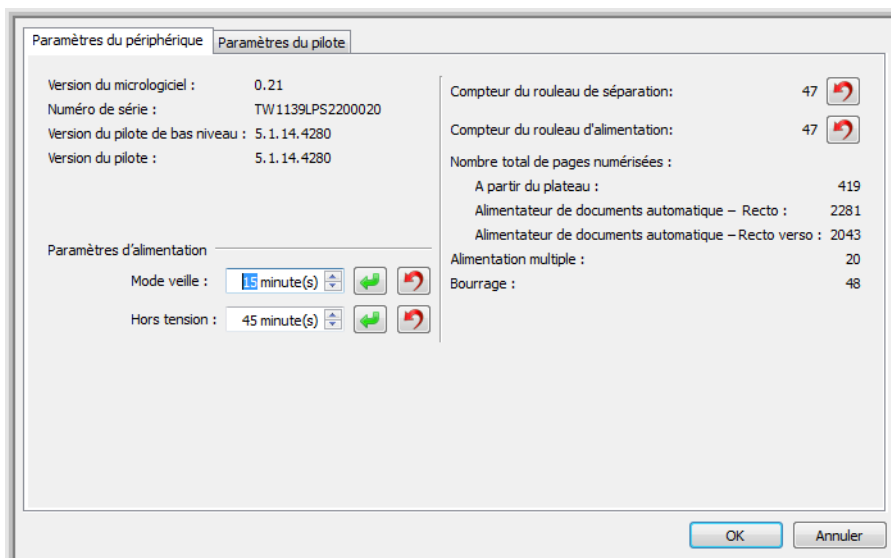 Paramètres du périphérique
Paramètres du pilote
Version du micrologiciel : 0.21
Numéro de série : TW1139LPS2200020
Version du pilote de bas niveau : 5.1.14.4280
Version du pilote : 5.1.14.4280
Paramètres d'alimentation
Mode veille : 15 minute(s)
Hors tension : 45 minute(s)
Compteur du rouleau de séparation: 47
Compteur du rouleau d'alimentation: 47
Nombre total de pages numérisées :
A partir du plateau : 419
Alimentateur de documents automatique – Recto : 2281
Alimentateur de documents automatique – Recto verso : 2043
Alimentation multiple : 20
Bourrage : 48
OK
Annuler